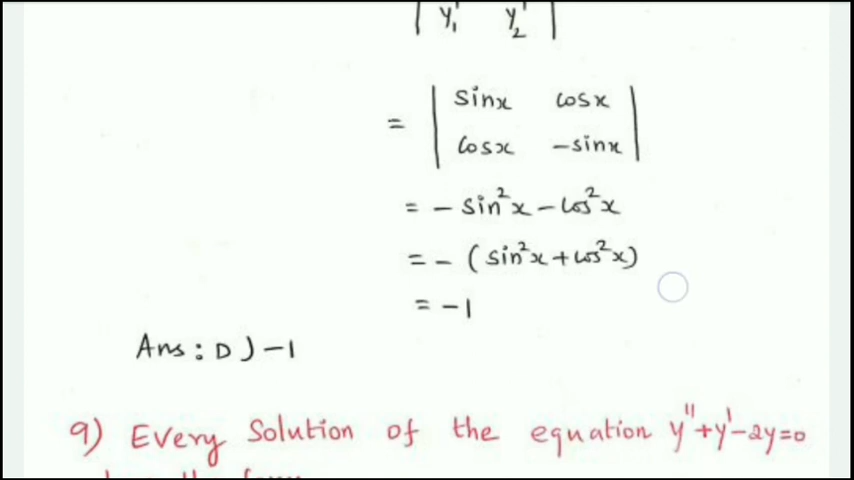 | y₁' y₂' |
= | sinx cosx |
| cosx -sinx |
= - sin²x - cos²x
= - (sin²x + cos²x)
= -1
Ans: D) -1
9) Every Solution of the equation y''+y'-2y=0